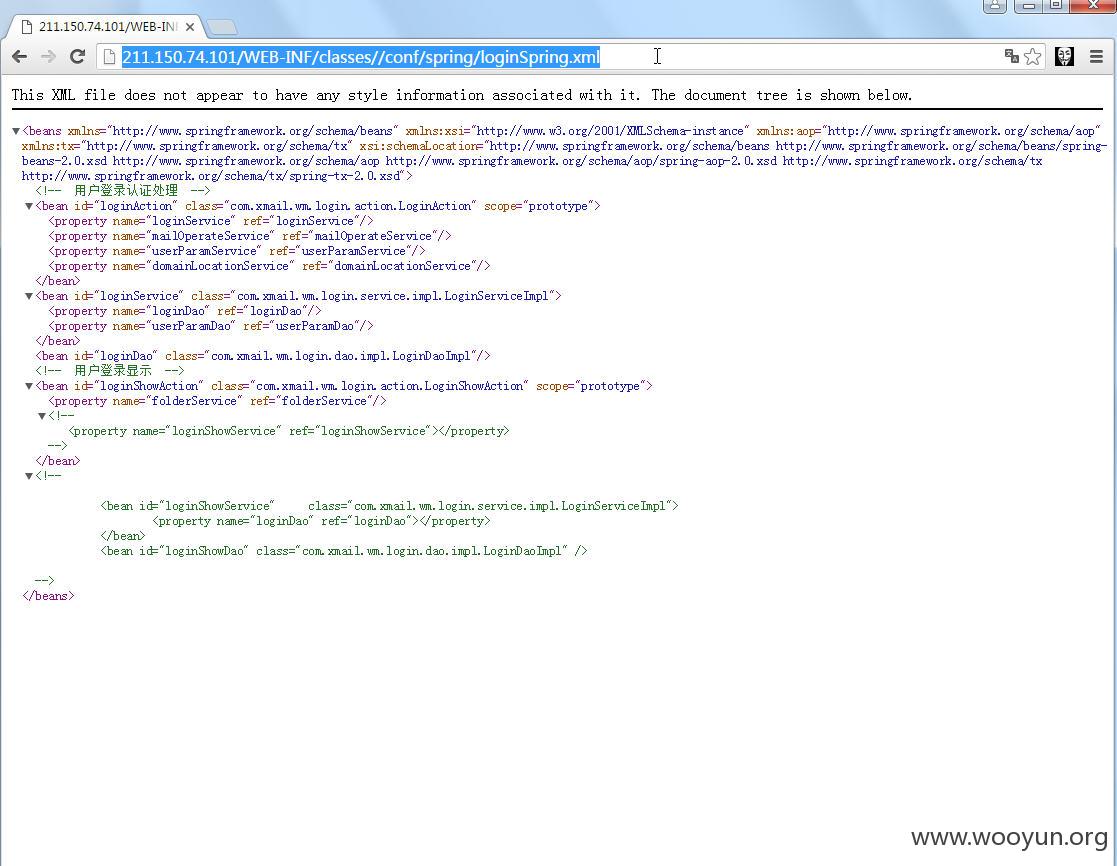 211.150.74.101/WEB-INF
211.150.74.101/WEB-INF/classes//conf/spring/loginSpring.xml
This XML file does not appear to have any style information associated with it. The document tree is shown below.
▼<beans xmlns="http://www.springframework.org/schema/beans" xmlns:xsi="http://www.w3.org/2001/XMLSchema-instance" xmlns:aop="http://www.springframework.org/schema/aop"
xmlns:tx="http://www.springframework.org/schema/tx" xsi:schemaLocation="http://www.springframework.org/schema/beans http://www.springframework.org/schema/beans/spring-
beans-2.0.xsd http://www.springframework.org/schema/aop http://www.springframework.org/schema/aop/spring-aop-2.0.xsd http://www.springframework.org/schema/tx
http://www.springframework.org/schema/tx/spring-tx-2.0.xsd">
<!-- 用户登录认证处理 -->
▼<bean id="loginAction" class="com.xmail.wm.login.action.LoginAction" scope="prototype">
<property name="loginService" ref="loginService"/>
<property name="mailOperateService" ref="mailOperateService"/>
<property name="userParamService" ref="userParamService"/>
<property name="domainLocationService" ref="domainLocationService"/>
</bean>
▼<bean id="loginService" class="com.xmail.wm.login.service.impl.LoginServiceImpl">
<property name="loginDao" ref="loginDao"/>
<property name="userParamDao" ref="userParamDao"/>
</bean>
<bean id="loginDao" class="com.xmail.wm.login.dao.impl.LoginDaoImpl"/>
<!-- 用户登录显示 -->
▼<bean id="loginShowAction" class="com.xmail.wm.login.action.LoginShowAction" scope="prototype">
<property name="folderService" ref="folderService"/>
▼<!--
<property name="loginShowService" ref="loginShowService"></property>
-->
</bean>
▼<!--
<bean id="loginShowService" class="com.xmail.wm.login.service.impl.LoginServiceImpl">
<property name="loginDao" ref="loginDao"></property>
</bean>
<bean id="loginShowDao" class="com.xmail.wm.login.dao.impl.LoginDaoImpl" />
-->
</beans>
www.wooyun.org